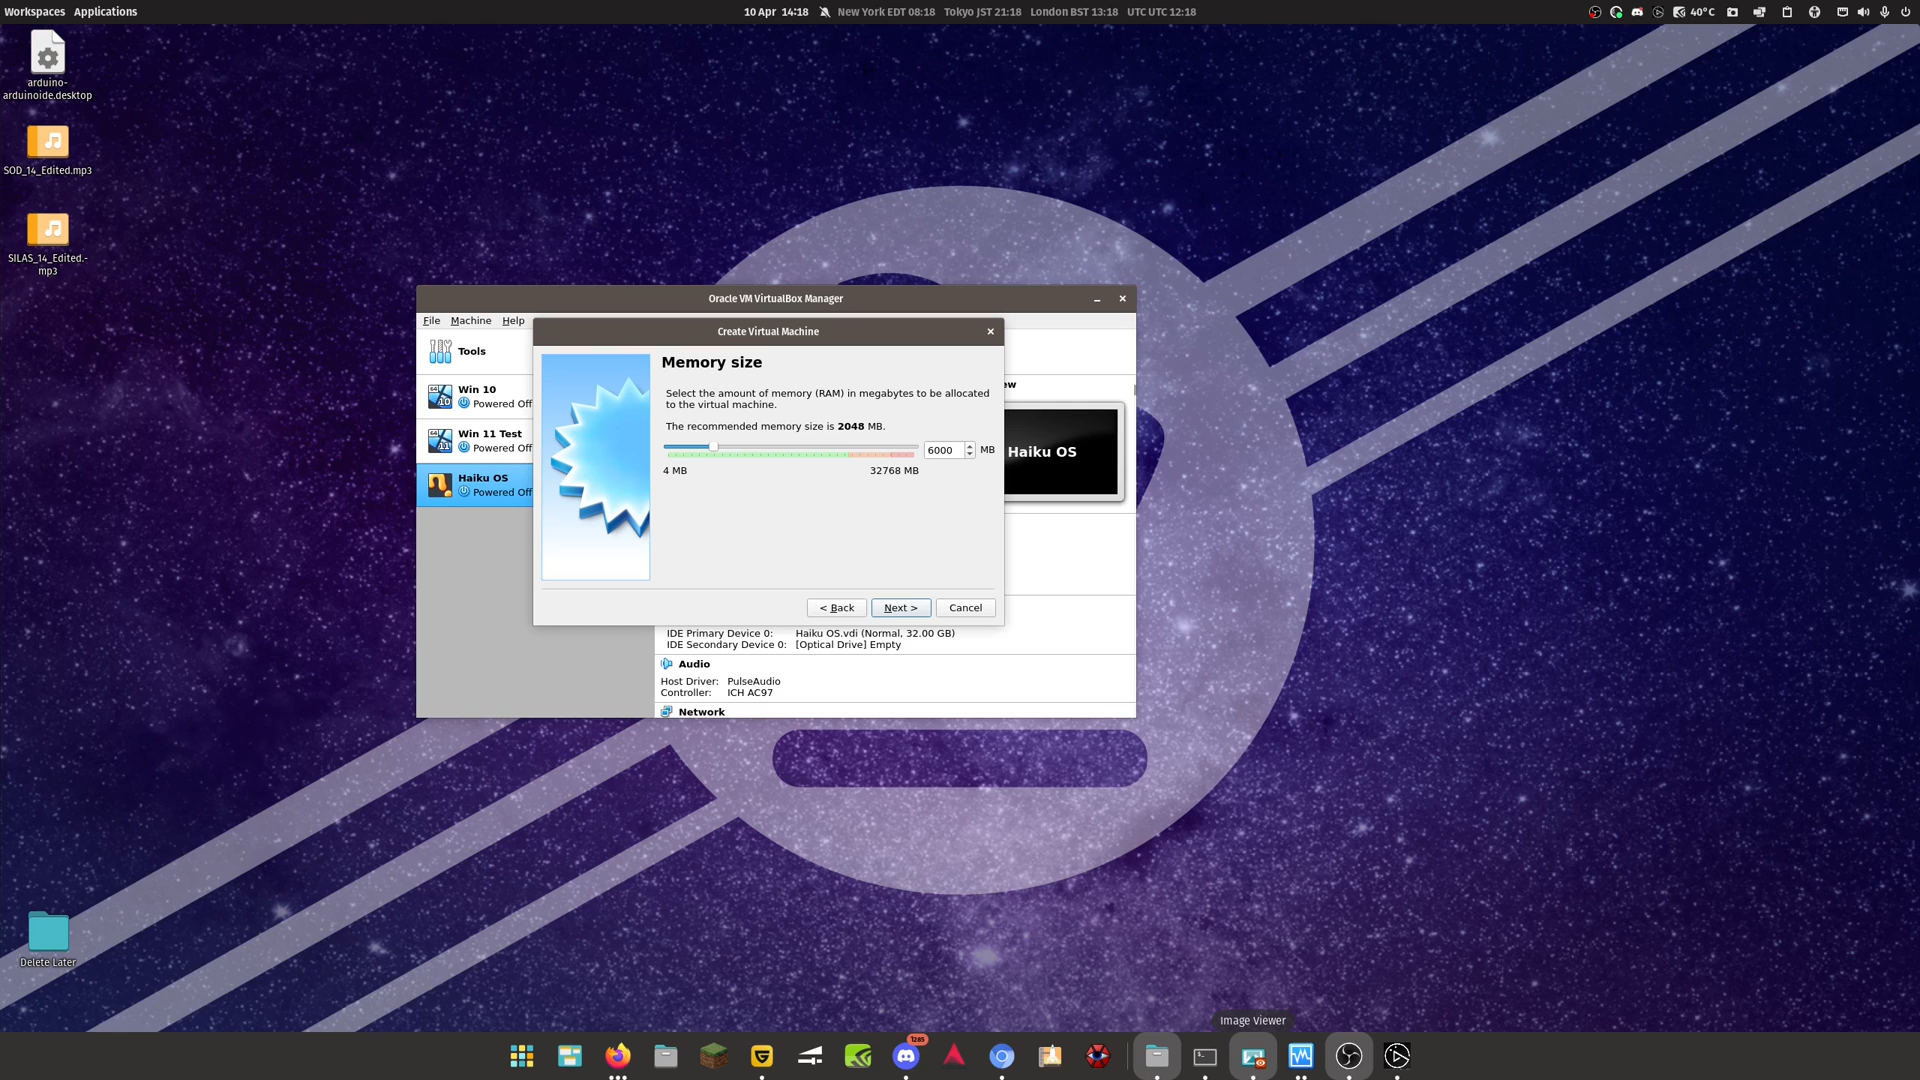 Workspaces Applications 10 Apr 14:18 New York EDT 08:18 Tokyo JST 21:18 London BST 13:18 UTC UTC 12:18 40°C
arduino-
arduinoide.desktop
SOD_14_Edited.mp3
SILAS_14_Edited.-
mp3
Delete Later
Oracle VM VirtualBox Manager
File Machine Help
Tools
64
10
Win 10
Powered Off
64
11
Win 11 Test
Powered Off
Haiku OS
Powered Off
Create Virtual Machine
Memory size
Select the amount of memory (RAM) in megabytes to be allocated
to the virtual machine.
The recommended memory size is 2048 MB.
6000 MB
4 MB 32768 MB
< Back Next > Cancel
ew
Haiku OS
IDE Primary Device 0: Haiku OS.vdi (Normal, 32.00 GB)
IDE Secondary Device 0: [Optical Drive] Empty
Audio
Host Driver: PulseAudio
Controller: ICH AC97
Network
Image Viewer
1285